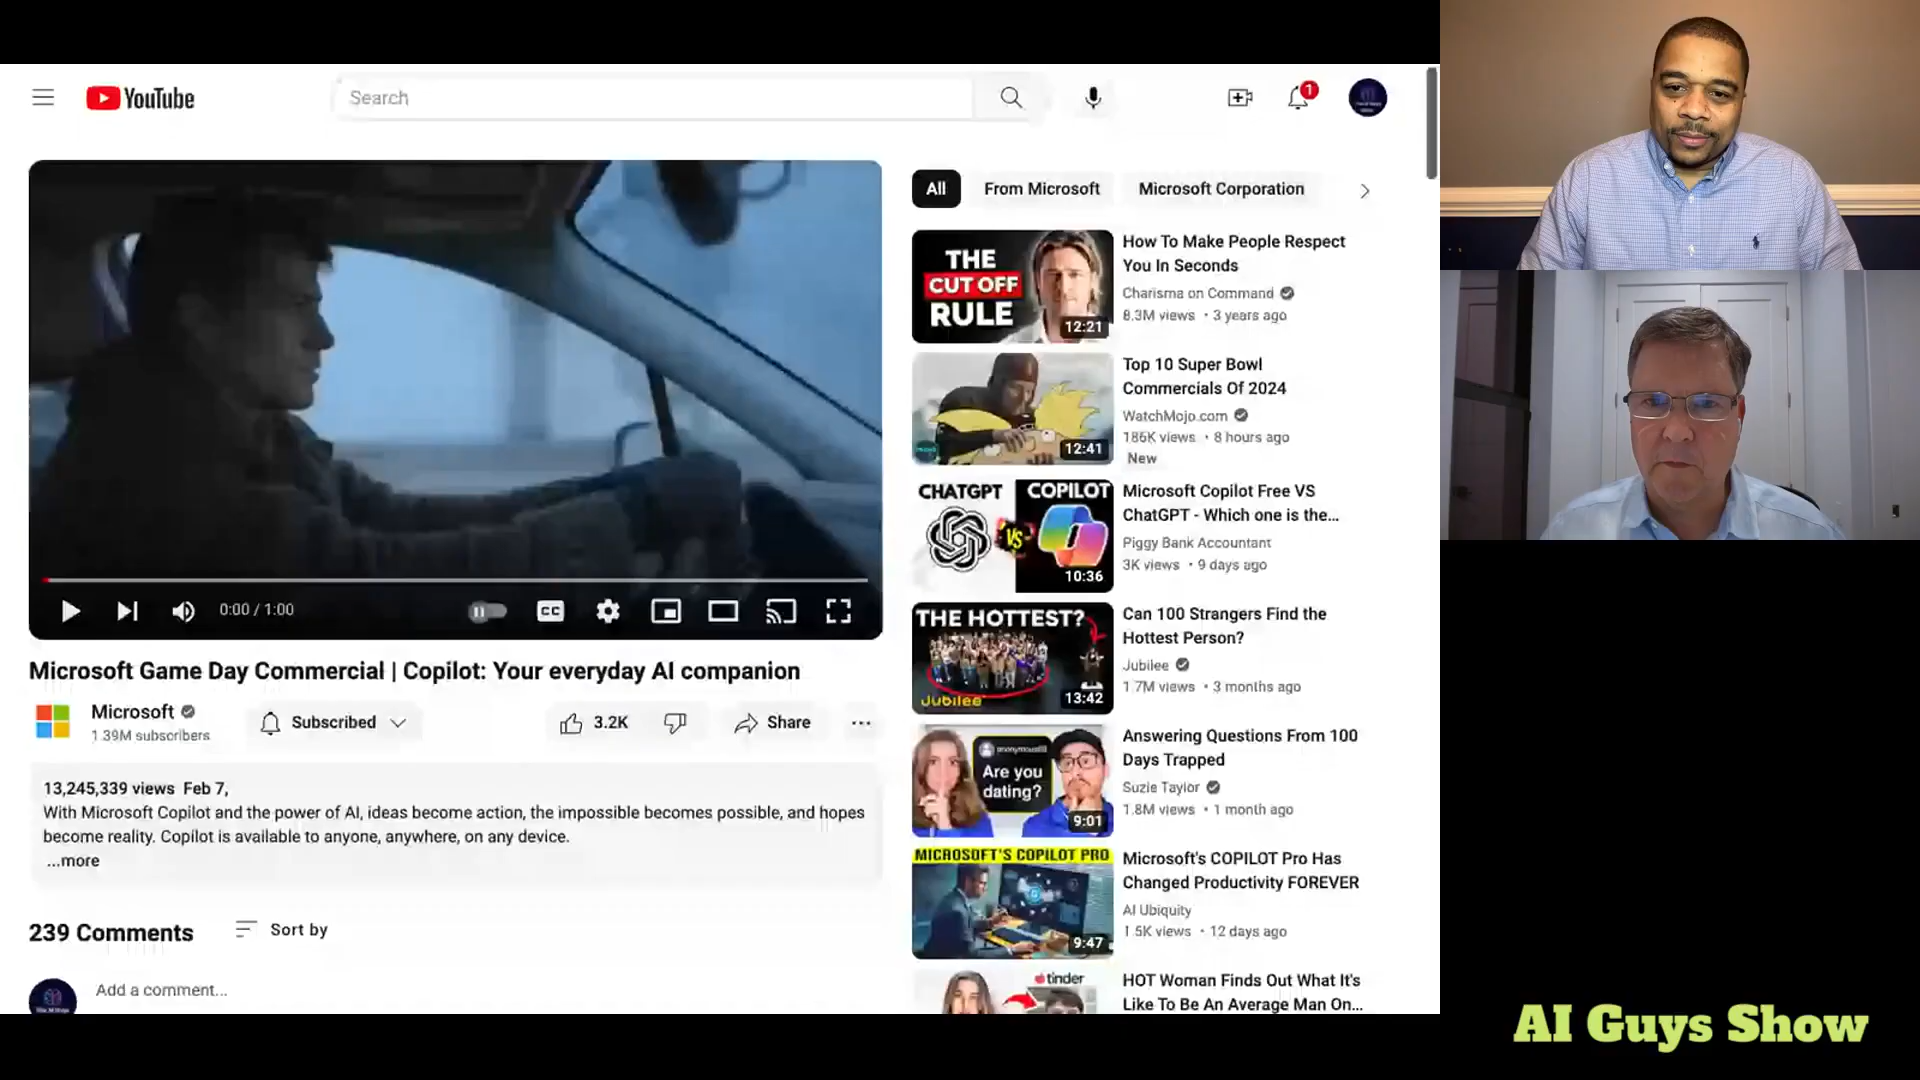 YouTube
Search
1
0:00 / 1:00
CC
Microsoft Game Day Commercial | Copilot: Your everyday AI companion
Microsoft
1.39M subscribers
Subscribed
3.2K
Share
13,245,339 views Feb 7,
With Microsoft Copilot and the power of AI, ideas become action, the impossible becomes possible, and hopes
become reality. Copilot is available to anyone, anywhere, on any device.
...more
239 Comments
Sort by
Add a comment...
All
From Microsoft
Microsoft Corporation
THE
CUT OFF
RULE
12:21
How To Make People Respect
You In Seconds
Charisma on Command
8.3M views • 3 years ago
12:41
Top 10 Super Bowl
Commercials Of 2024
WatchMojo.com
186K views • 8 hours ago
New
CHATGPT
COPILOT
VS
10:36
Microsoft Copilot Free VS
ChatGPT - Which one is the...
Piggy Bank Accountant
3K views • 9 days ago
THE HOTTEST?
Jubilee
13:42
Can 100 Strangers Find the
Hottest Person?
Jubilee
1.7M views • 3 months ago
Are you
dating?
9:01
Answering Questions From 100
Days Trapped
Suzie Taylor
1.8M views • 1 month ago
MICROSOFT'S COPILOT PRO
9:47
Microsoft's COPILOT Pro Has
Changed Productivity FOREVER
AI Ubiquity
1.5K views • 12 days ago
tinder
HOT Woman Finds Out What It's
Like To Be An Average Man On...
AI Guys Show